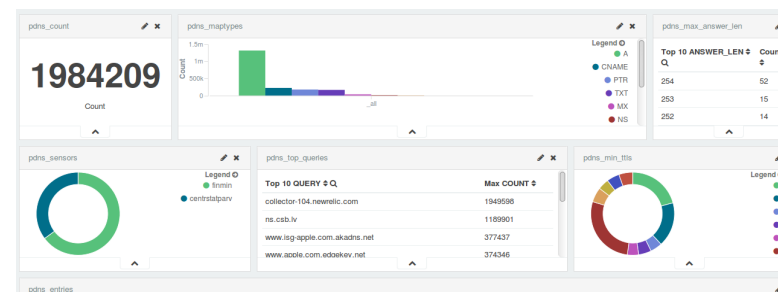 pdns_count
1984209
Count
pdns_maptypes
Count
1.5m
1m
500k
0
_all
Legend
A
CNAME
PTR
TXT
MX
NS
pdns_max_answer_len
Top 10 ANSWER_LEN Coun
254 52
253 15
252 14
pdns_sensors
Legend
finmin
centrstatparv
pdns_top_queries
Top 10 QUERY Max COUNT
collector-104.newrelic.com 1949598
ns.csb.lv 1189901
www.isg-apple.com.akadns.net 377437
www.apple.com.edgekey.net 374346
pdns_min_ttls
Legend
pdns_entries